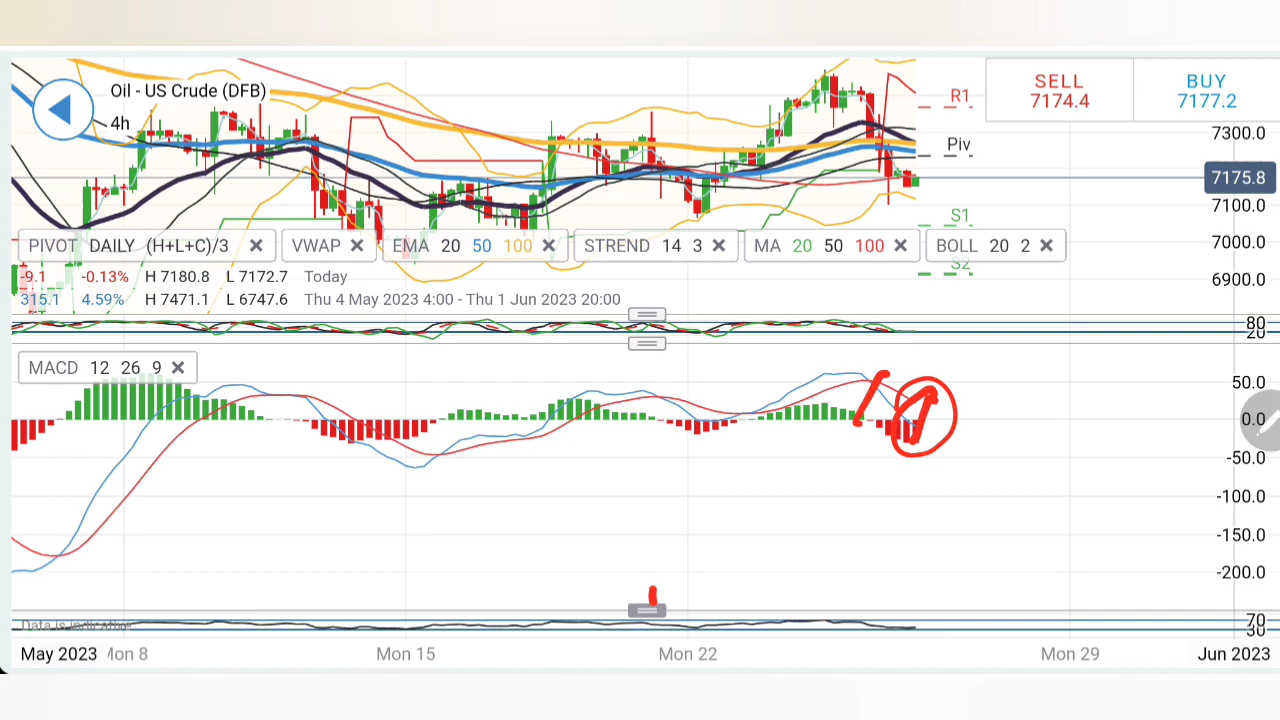 Oil - US Crude (DFB)
4h
SELL
7174.4
BUY
7177.2
R1
Piv
S1
S2
7300.0
7175.8
7100.0
7000.0
6900.0
PIVOT DAILY (H+L+C)/3
VWAP
EMA 20 50 100
STREND 14 3
MA 20 50 100
BOLL 20 2
-9.1 -0.13% H 7180.8 L 7172.7 Today
315.1 4.59% H 7471.1 L 6747.6 Thu 4 May 2023 4:00 - Thu 1 Jun 2023 20:00
80
20
MACD 12 26 9
50.0
0.0
-50.0
-100.0
-150.0
-200.0
Data is indicative
70
30
May 2023 Mon 8 Mon 15 Mon 22 Mon 29 Jun 2023